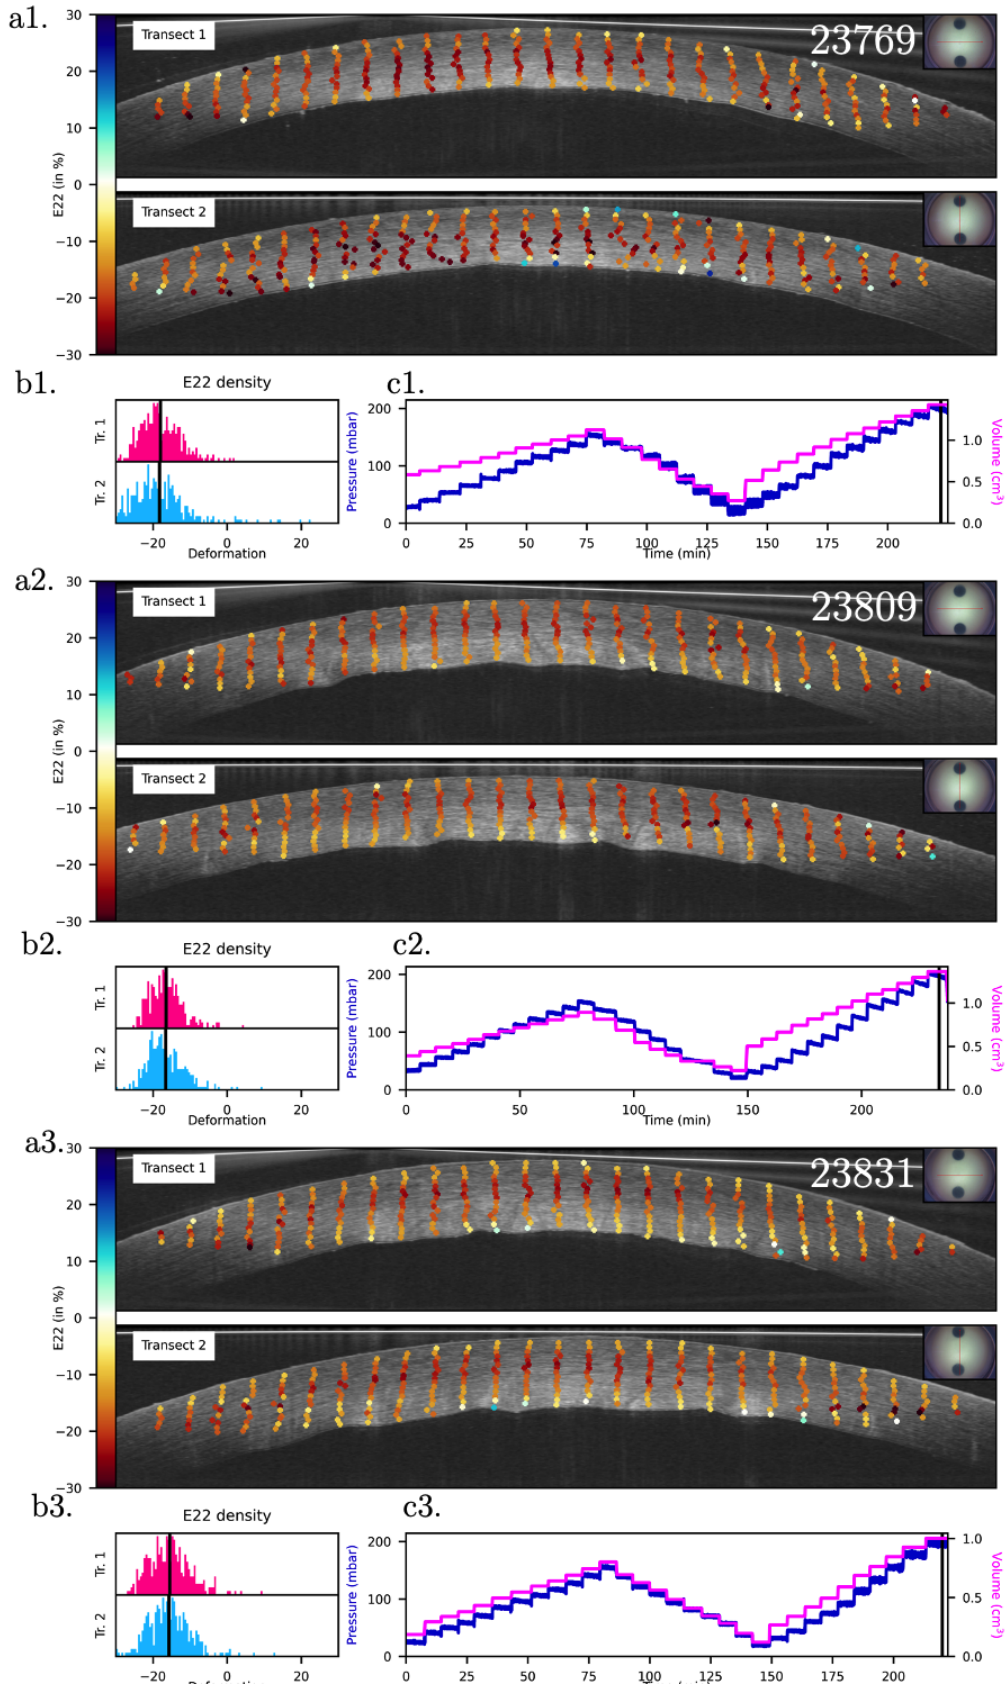 a1.
30
20
10
0
−10
−20
−30
E22 (in %)
Transect 1
23769
Transect 2
b1.
E22 density
Tr. 1
Tr. 2
−20
0
20
Deformation
c1.
Pressure (mbar)
200
100
0
0
25
50
75
100
125
150
175
200
Time (min)
1.0
0.5
0.0
Volume (cm³)
a2.
30
20
10
0
−10
−20
−30
E22 (in %)
Transect 1
23809
Transect 2
b2.
E22 density
Tr. 1
Tr. 2
−20
0
20
Deformation
c2.
Pressure (mbar)
200
100
0
0
50
100
150
200
Time (min)
1.0
0.5
0.0
Volume (cm³)
a3.
30
20
10
0
−10
−20
−30
E22 (in %)
Transect 1
23831
Transect 2
b3.
E22 density
Tr. 1
Tr. 2
−20
0
20
c3.
Pressure (mbar)
200
100
0
0
25
50
75
100
125
150
175
200
1.0
0.5
0.0
Volume (cm³)